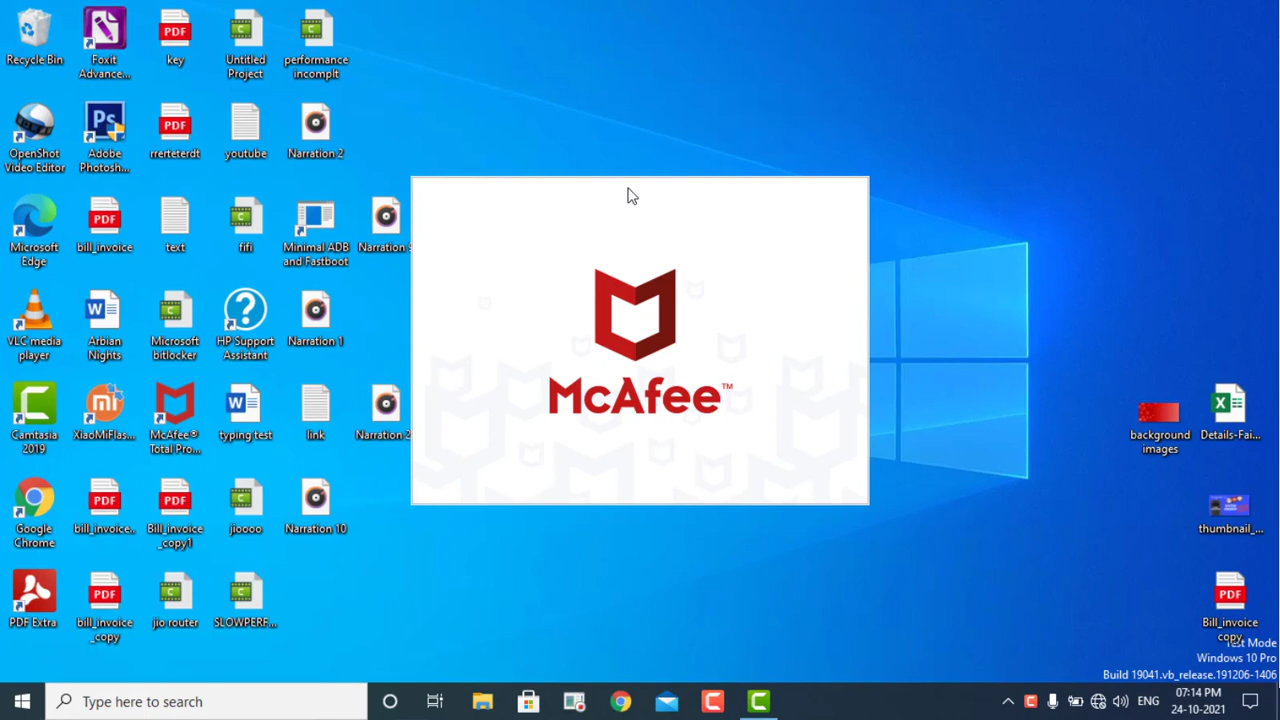 Recycle Bin
Foxit
Advance...
key
Untitled
Project
performance
incomplt
OpenShot
Video Editor
Adobe
Photosh...
rrerteterdt
youtube
Narration 2
Microsoft
Edge
bill_invoice
text
fifi
Minimal ADB
and Fastboot
Narration
VLC media
player
Arbian
Nights
Microsoft
bitlocker
HP Support
Assistant
Narration 1
Camtasia
2019
XiaoMiFlas...
McAfee®
Total Pro...
typing test
link
Narration 2
Google
Chrome
bill_invoice..
Bill_invoice
_copy1
jioooo
Narration 10
PDF Extra
bill_invoice
_copy
jio router
SLOWPERF...
McAfee™
background
images
Details-Fai...
thumbnail_...
Bill_invoice
copy
Mode
Windows 10 Pro
Build 19041.vb_release.191206-1406
Type here to search
ENG
07:14 PM
24-10-2021